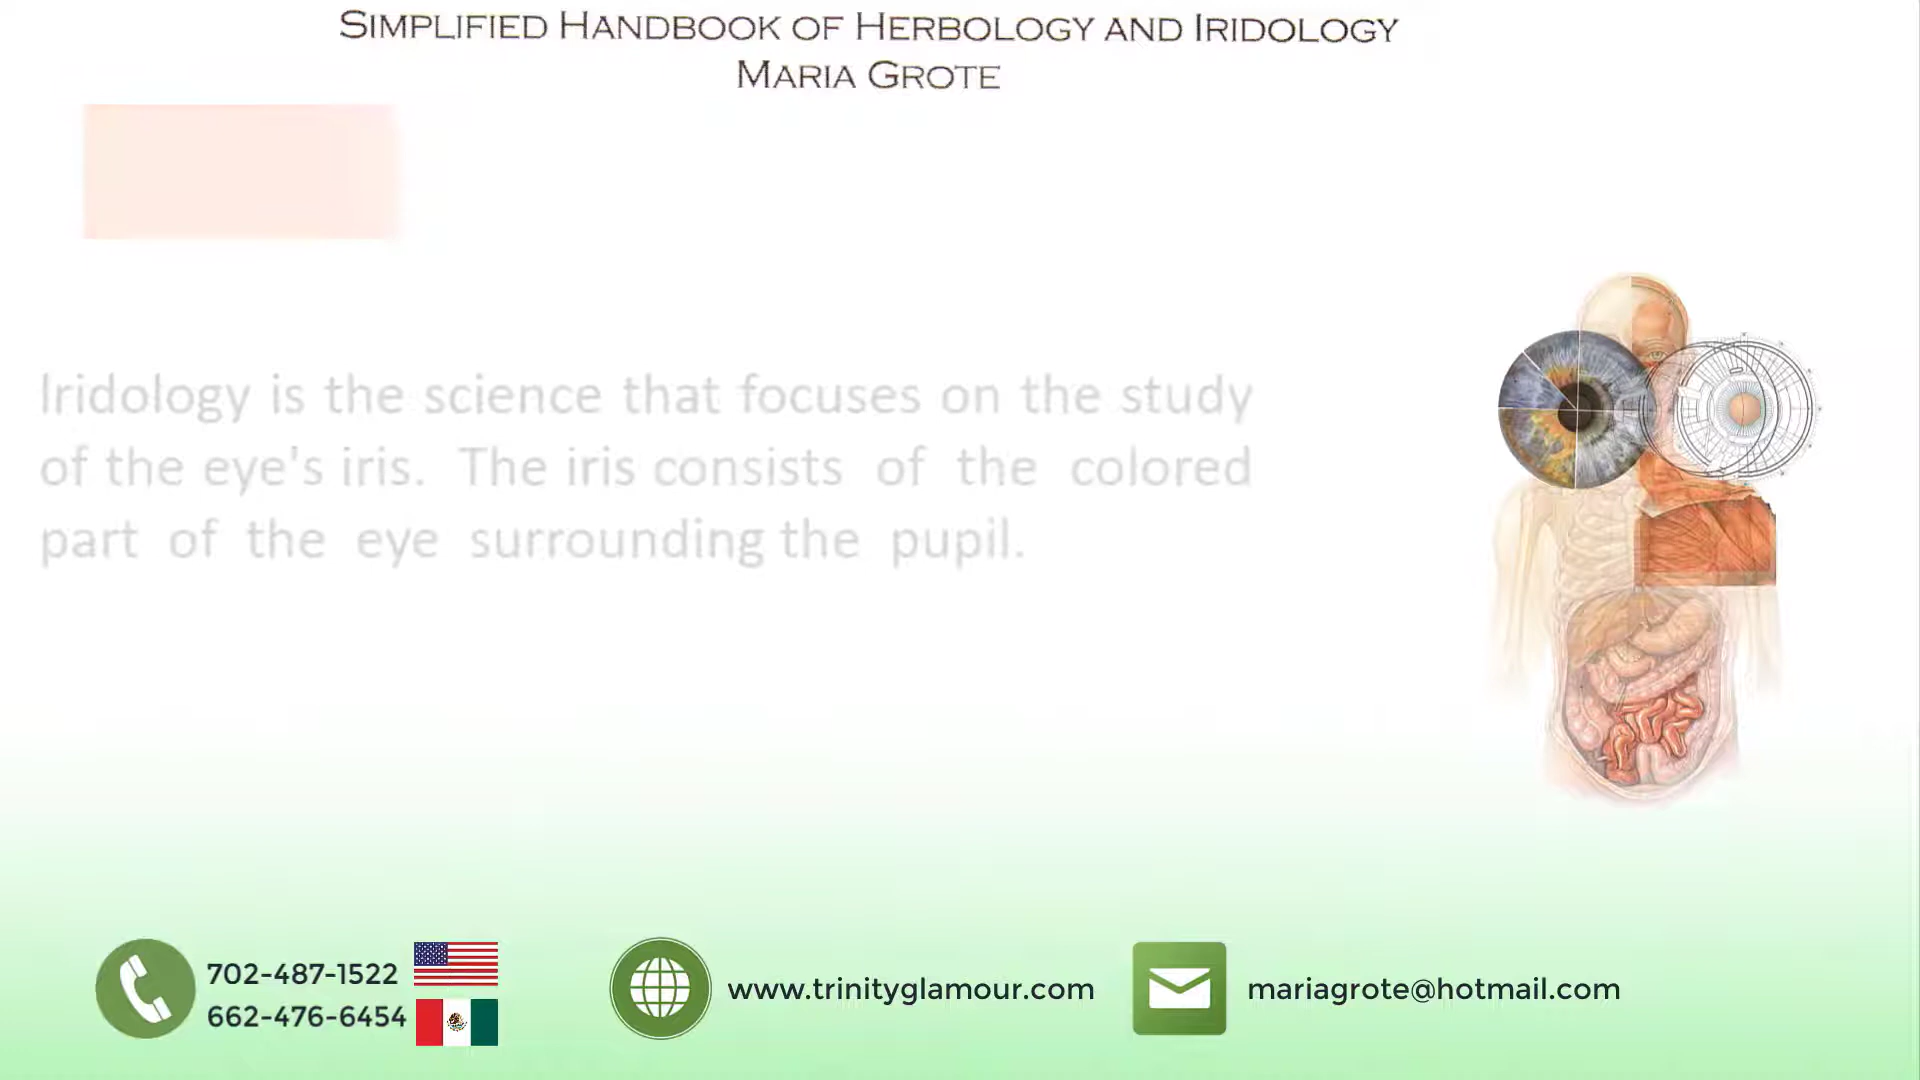 SIMPLIFIED HANDBOOK OF HERBOLOGY AND IRIDOLOGY
MARIA GROTE
Iridology is the science that focuses on the study
of the eye's iris. The iris consists of the colored
part of the eye surrounding the pupil.
702-487-1522
662-476-6454
www.trinityglamour.com
mariagrote@hotmail.com